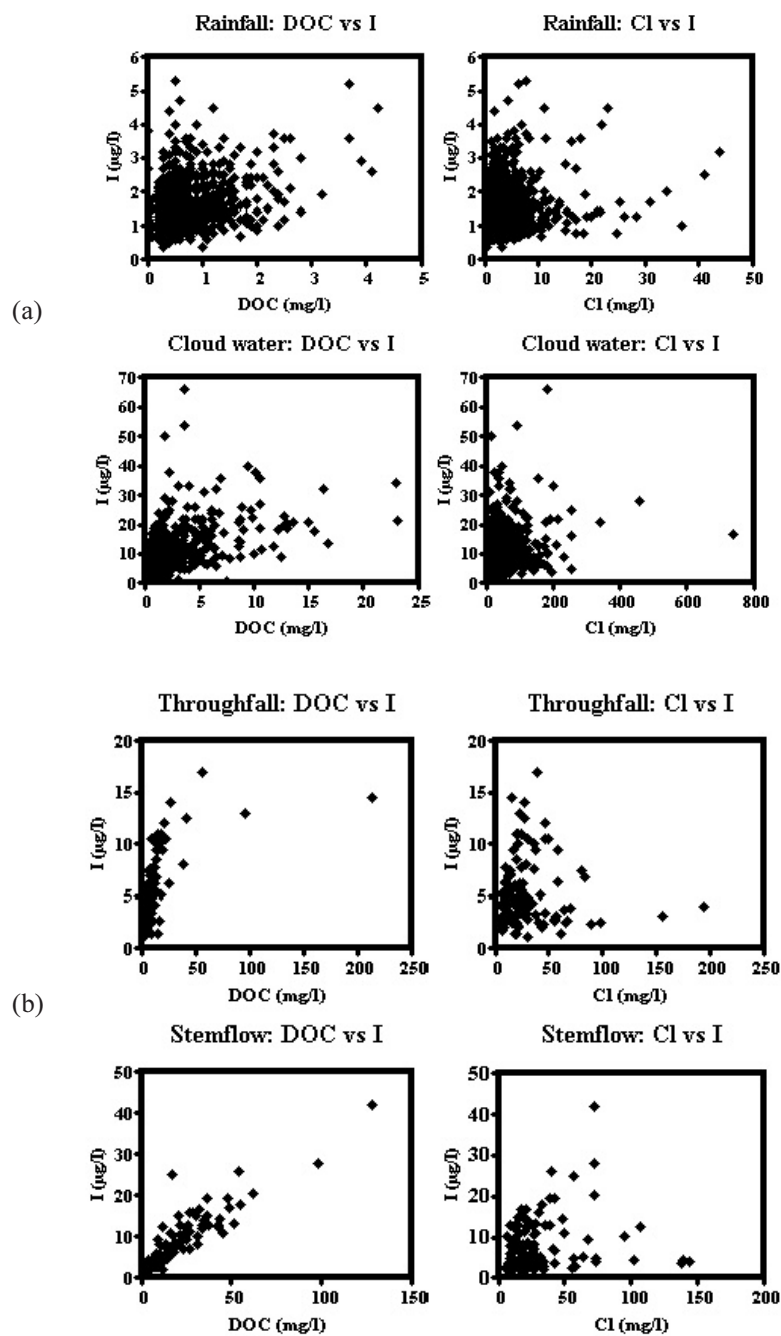 Rainfall: DOC vs I
6
5
4
3
2
1
0
I (µg/l)
0 1 2 3 4 5
DOC (mg/l)
Rainfall: Cl vs I
6
5
4
3
2
1
0
I (µg/l)
0 10 20 30 40 50
Cl (mg/l)
(a)
Cloud water: DOC vs I
70
60
50
40
30
20
10
0
I (µg/l)
0 5 10 15 20 25
DOC (mg/l)
Cloud water: Cl vs I
70
60
50
40
30
20
10
0
I (µg/l)
0 200 400 600 800
Cl (mg/l)
Throughfall: DOC vs I
20
15
10
5
0
I (µg/l)
0 50 100 150 200 250
DOC (mg/l)
Throughfall: Cl vs I
20
15
10
5
0
I (µg/l)
0 50 100 150 200 250
Cl (mg/l)
(b)
Stemflow: DOC vs I
50
40
30
20
10
0
I (µg/l)
0 50 100 150
DOC (mg/l)
Stemflow: Cl vs I
50
40
30
20
10
0
I (µg/l)
0 50 100 150 200
Cl (mg/l)